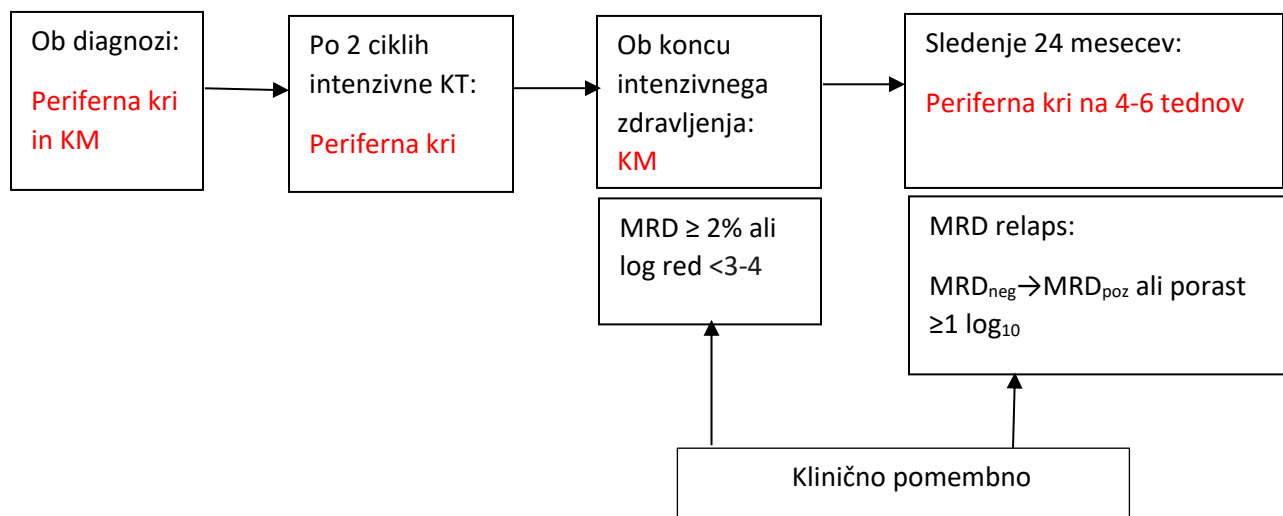 Ob diagnozi:
Periferna kri
in KM
Po 2 ciklih
intenzivne KT:
Periferna kri
Ob koncu
intenzivnega
zdravljenja:
KM
Sledenje 24 mesecev:
Periferna kri na 4-6 tednov
MRD ≥ 2% ali
log red <3-4
MRD relaps:
MRDneg→MRDpoz ali porast
≥1 log10
Klinično pomembno